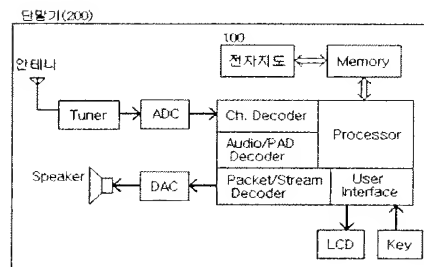 단말기(200)
안테나
100
전자지도
Memory
Tuner
ADC
Ch. Decoder
Processor
Audio/PAD
Decoder
Speaker
DAC
Packet/Stream
Decoder
User
Interface
LCD
Key